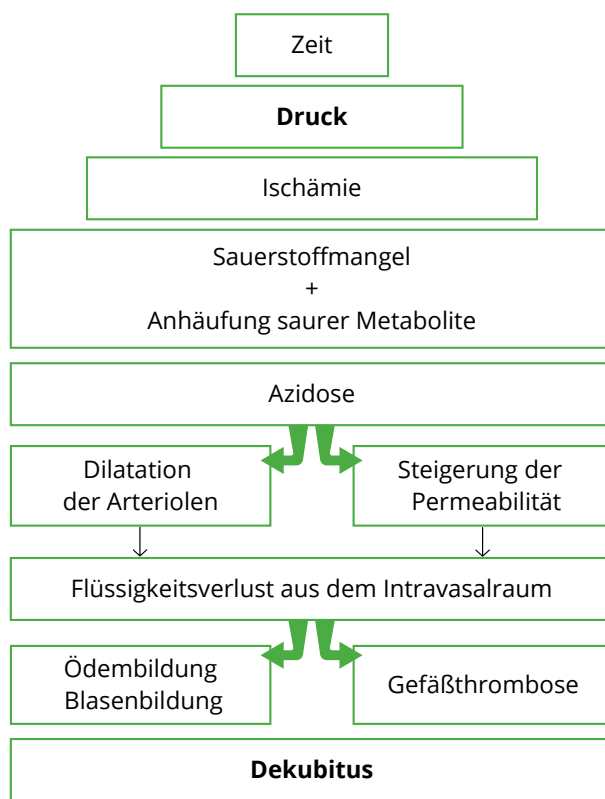 Zeit
Druck
Ischämie
Sauerstoffmangel
+
Anhäufung saurer Metabolite
Azidose
Dilatation
der Arteriolen
Steigerung der
Permeabilität
Flüssigkeitsverlust aus dem Intravasalraum
Ödembildung
Blasenbildung
Gefäßthrombose
Dekubitus